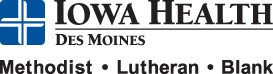 IOWA HEALTH
DES MOINES
Methodist • Lutheran • Blank